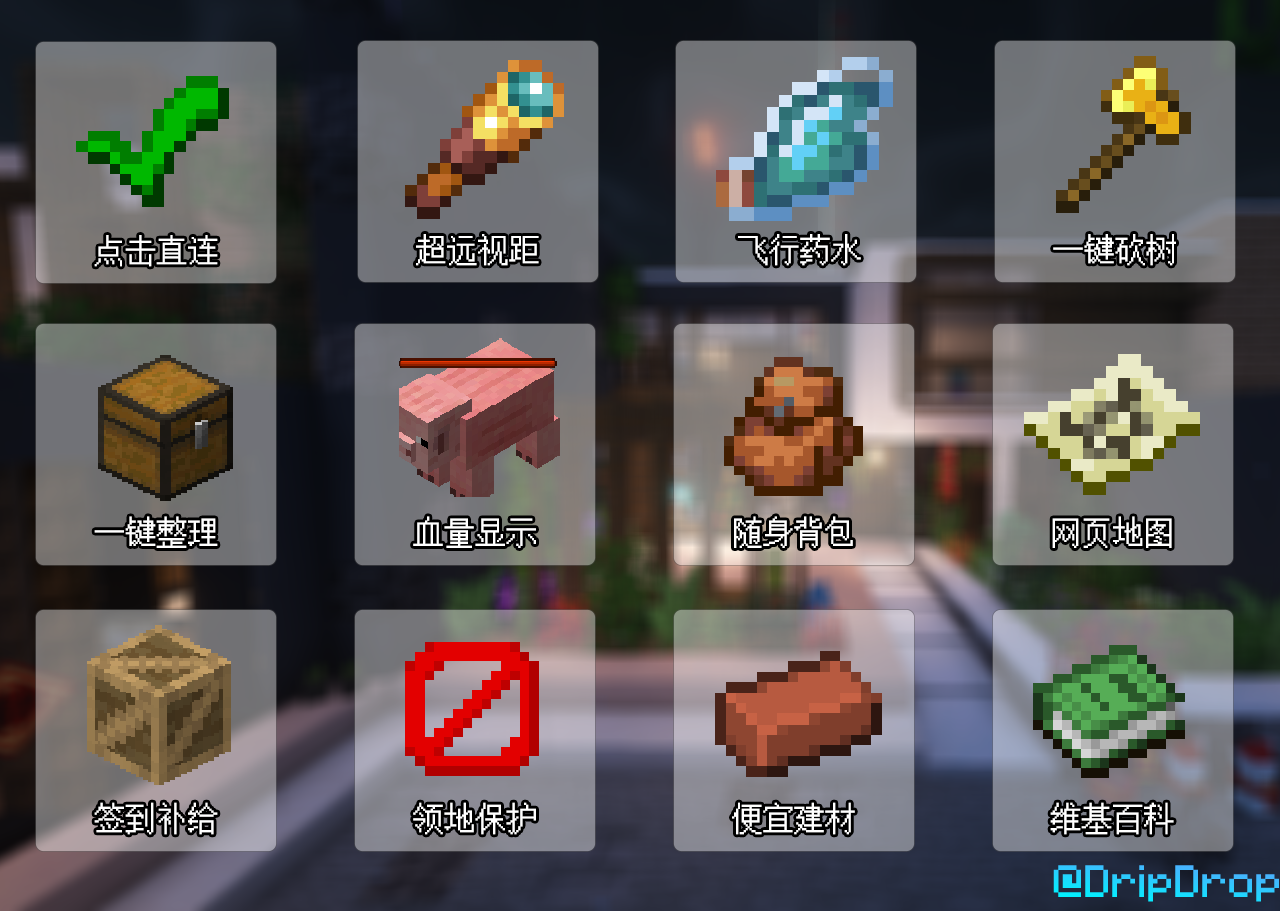 点击直连
超远视距
飞行药水
一键砍树
一键整理
血量显示
随身背包
网页地图
签到补给
领地保护
便宜建材
维基百科
@DripDrop